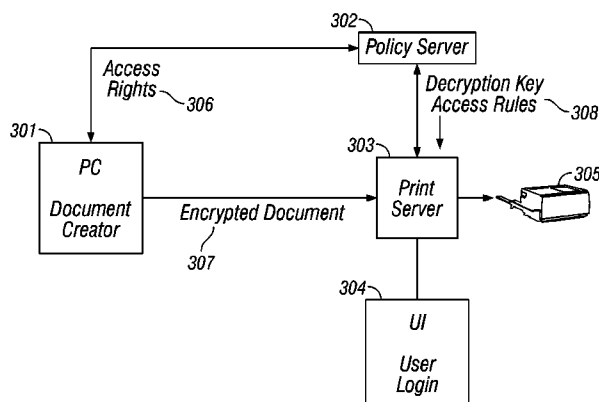 302
Policy Server
Access
Rights 306
Decryption Key
Access Rules
308
301
303
PC
Document
Creator
Print
Server
305
Encrypted Document
307
304
UI
User
Login